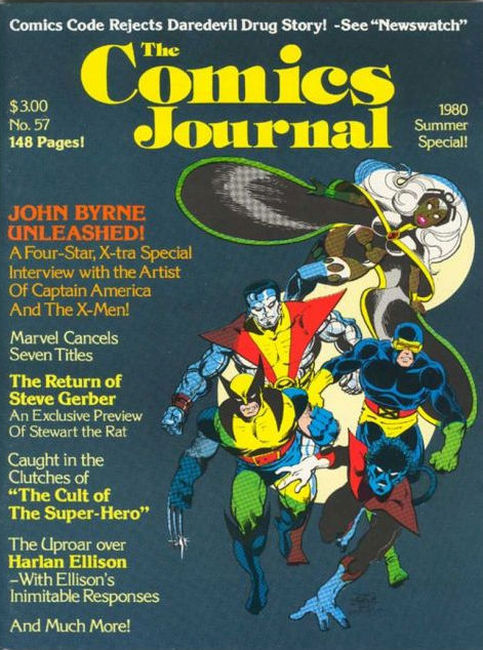 Comics Code Rejects Daredevil Drug Story! -See "Newswatch"
The
Comics
Journal
$3.00
No. 57
148 Pages!
1980
Summer
Special!
JOHN BYRNE
UNLEASHED!
A Four-Star, X-tra Special
Interview with the Artist
Of Captain America
And The X-Men!
Marvel Cancels
Seven Titles
The Return of
Steve Gerber
An Exclusive Preview
Of Stewart the Rat
Caught in the
Clutches of
"The Cult of
The Super-Hero"
The Uproar over
Harlan Ellison
–With Ellison's
Inimitable Responses
And Much More!